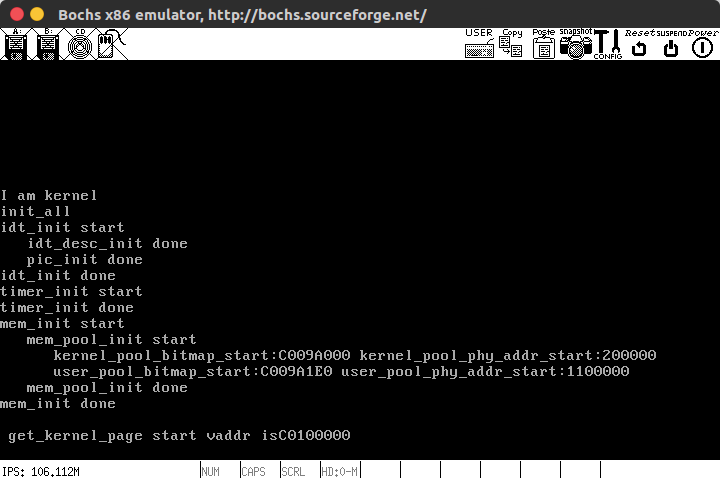 Bochs x86 emulator, http://bochs.sourceforge.net/
A: B: CD USER Copy Paste snapshot CONFIG Reset SUSPEND Power
I am kernel
init_all
idt_init start
idt_desc_init done
pic_init done
idt_init done
timer_init start
timer_init done
mem_init start
mem_pool_init start
kernel_pool_bitmap_start:C009A000 kernel_pool_phy_addr_start:200000
user_pool_bitmap_start:C009A1E0 user_pool_phy_addr_start:1100000
mem_pool_init done
mem_init done
get_kernel_page start vaddr isC0100000
IPS: 106.112M NUM CAPS SCRL HD:0-M